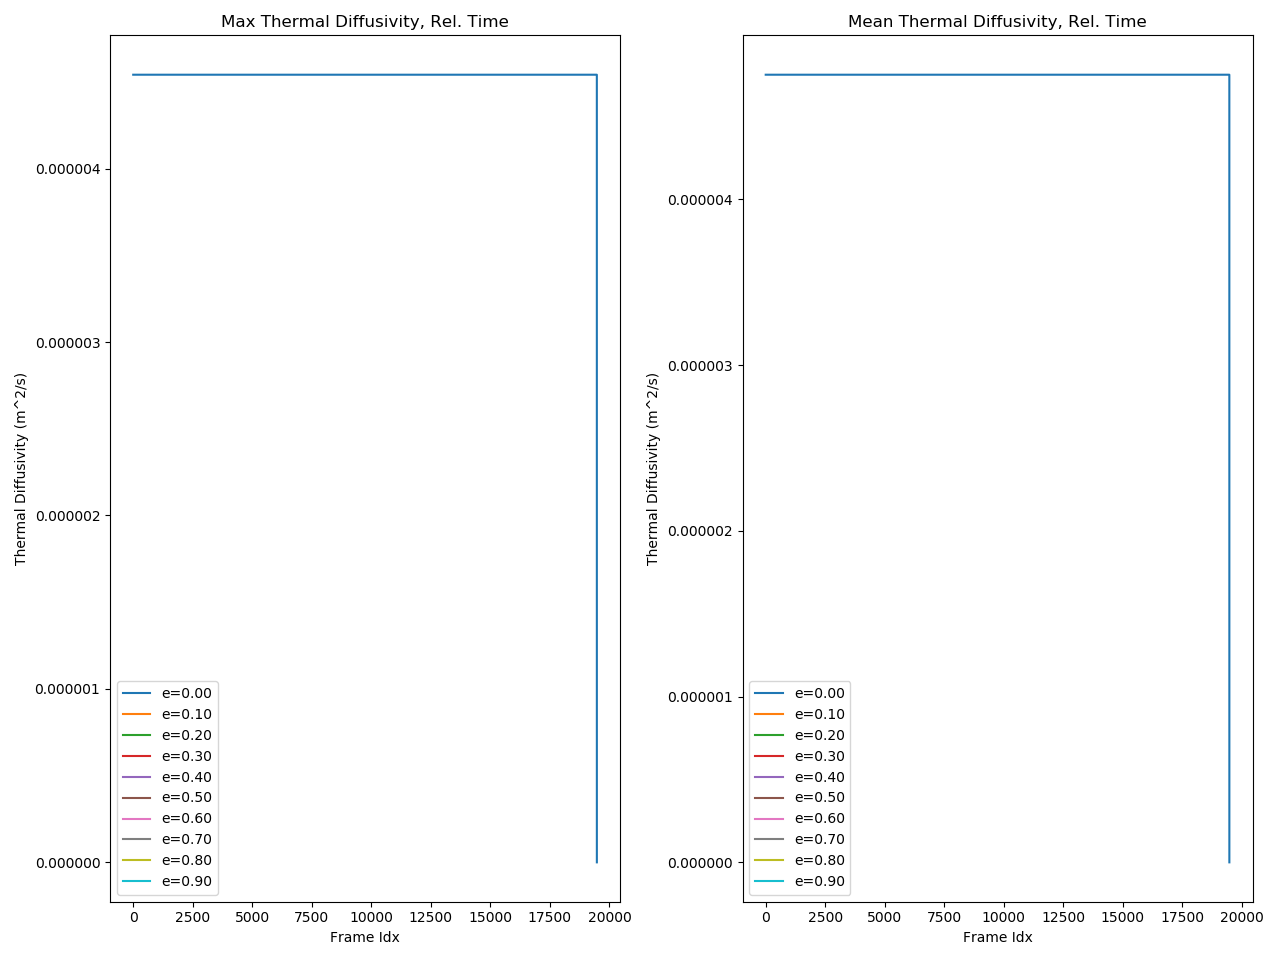 Max Thermal Diffusivity, Rel. Time
Thermal Diffusivity (m^2/s)
0.000004
0.000003
0.000002
0.000001
0.000000
e=0.00
e=0.10
e=0.20
e=0.30
e=0.40
e=0.50
e=0.60
e=0.70
e=0.80
e=0.90
0 2500 5000 7500 10000 12500 15000 17500 20000
Frame Idx
Mean Thermal Diffusivity, Rel. Time
Thermal Diffusivity (m^2/s)
0.000004
0.000003
0.000002
0.000001
0.000000
e=0.00
e=0.10
e=0.20
e=0.30
e=0.40
e=0.50
e=0.60
e=0.70
e=0.80
e=0.90
0 2500 5000 7500 10000 12500 15000 17500 20000
Frame Idx